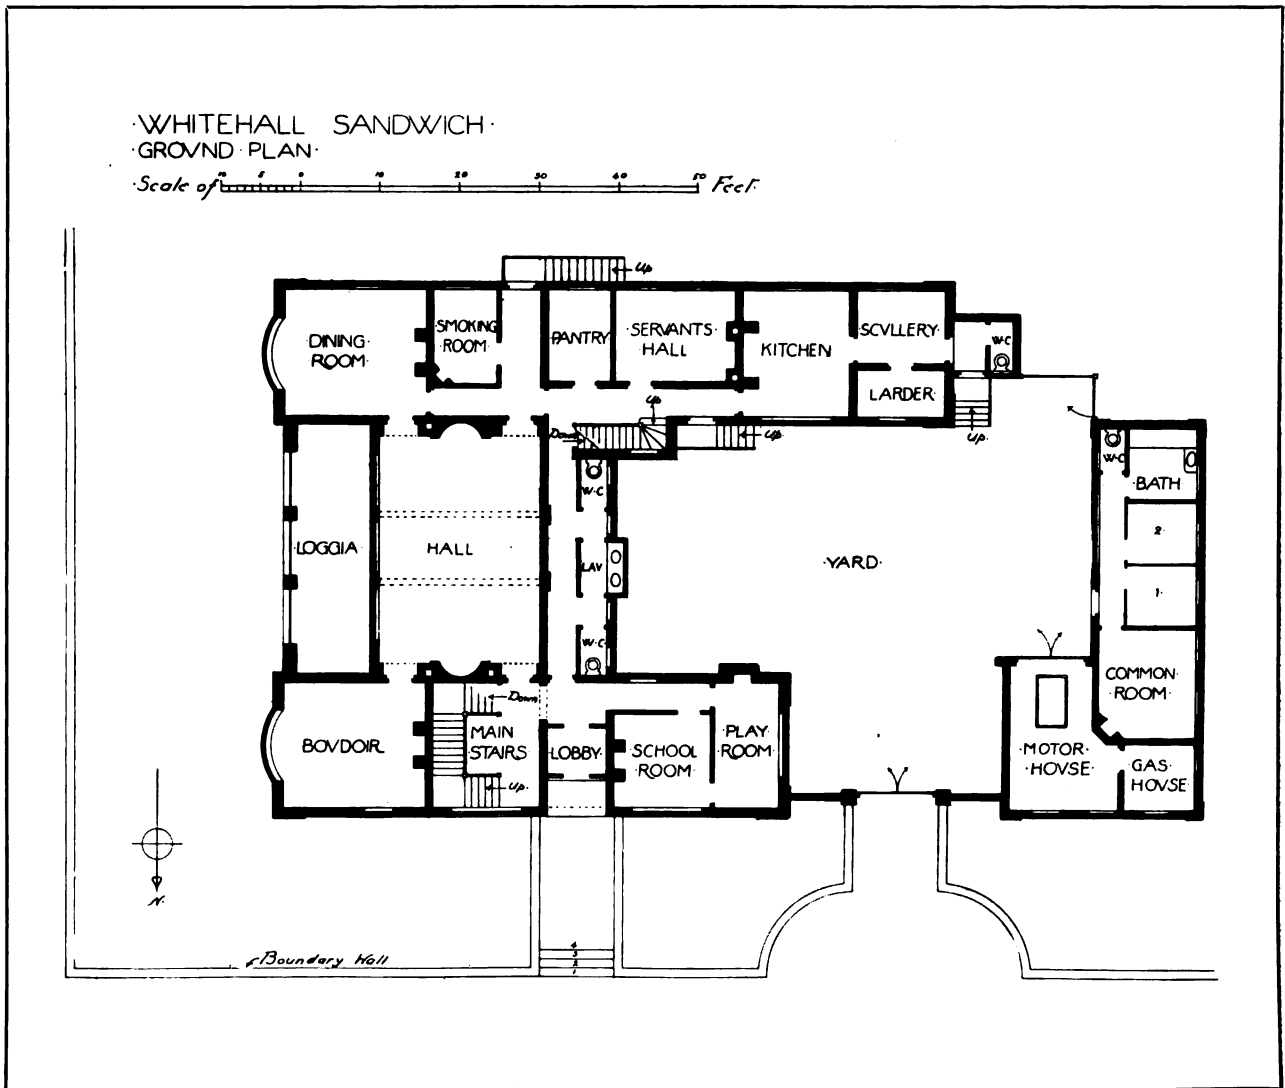 ·WHITEHALL SANDWICH·
·GROVND·PLAN·
·Scale of 10 5 0 10 20 30 40 50 Feet·
Up
DINING ROOM
SMOKING ROOM
PANTRY
SERVANTS HALL
KITCHEN
SCVLLERY
W·C
LARDER
Up
Down
Up
Up
W·C
BATH
W·C
LOGGIA
HALL
LAV
YARD
2
1
W·C
Down
COMMON ROOM
BOVDOIR
MAIN STAIRS
LOBBY
SCHOOL ROOM
PLAY ROOM
MOTOR HOVSE
GAS HOVSE
Up
N
4
3
2
1
Boundary Wall